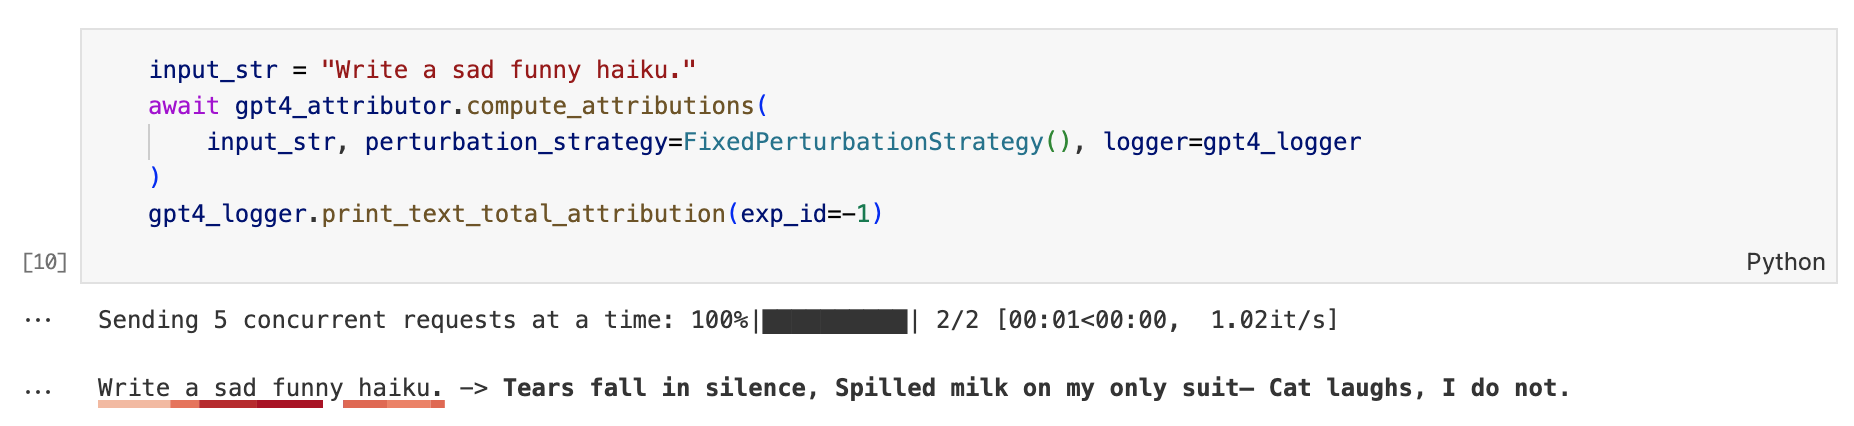 input_str = "Write a sad funny haiku."
await gpt4_attributor.compute_attributions(
    input_str, perturbation_strategy=FixedPerturbationStrategy(), logger=gpt4_logger
)
gpt4_logger.print_text_total_attribution(exp_id=-1)
[10]
Python
... Sending 5 concurrent requests at a time: 100%|██████████| 2/2 [00:01<00:00,  1.02it/s]
... Write a sad funny haiku. -> Tears fall in silence, Spilled milk on my only suit— Cat laughs, I do not.